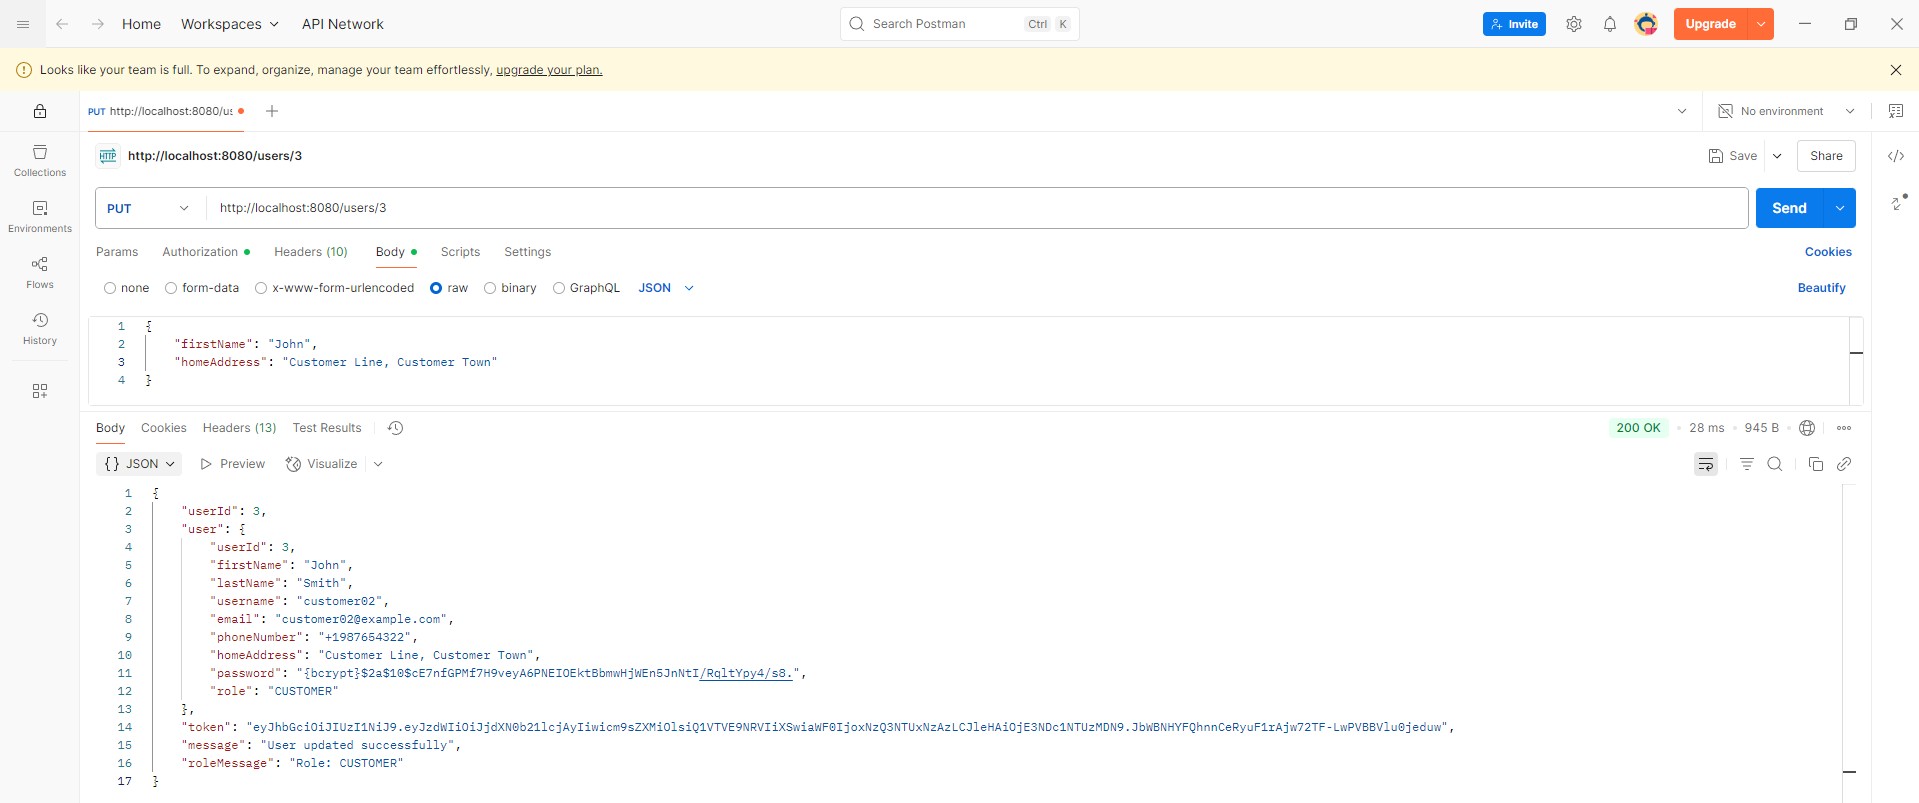 Home Workspaces API Network Search Postman Ctrl K Invite Upgrade
Looks like your team is full. To expand, organize, manage your team effortlessly, upgrade your plan.
PUT http://localhost:8080/us No environment
HTTP http://localhost:8080/users/3 Save Share
Collections
Environments
Flows
History
PUT http://localhost:8080/users/3 Send
Params Authorization Headers (10) Body Scripts Settings Cookies
none form-data x-www-form-urlencoded raw binary GraphQL JSON Beautify
1 {
2 "firstName": "John",
3 "homeAddress": "Customer Line, Customer Town"
4 }
Body Cookies Headers (13) Test Results 200 OK 28 ms 945 B
{} JSON Preview Visualize
1 {
2 "userId": 3,
3 "user": {
4 "userId": 3,
5 "firstName": "John",
6 "lastName": "Smith",
7 "username": "customer02",
8 "email": "customer02@example.com",
9 "phoneNumber": "+1987654322",
10 "homeAddress": "Customer Line, Customer Town",
11 "password": "{bcrypt}$2a$10$cE7nfGPMf7H9veyA6PNEIOEktBbmwHjWEn5JnNtI/RqltYpy4/s8.",
12 "role": "CUSTOMER"
13 },
14 "token": "eyJhbGciOiJIUzI1NiJ9.eyJzdWIiOiJjdXN0b21lcjAyIiwicm9sZXMiOlsiQ1VTVE9NRVIiXSwiaWF0IjoxNzQ3NTUxNzAzLCJleHAiOjE3NDc1NTUzMDN9.JbWBNHYFQhnnCeRyuF1rAjw72TF-LwPVBBVlu0jeduw",
15 "message": "User updated successfully",
16 "roleMessage": "Role: CUSTOMER"
17 }